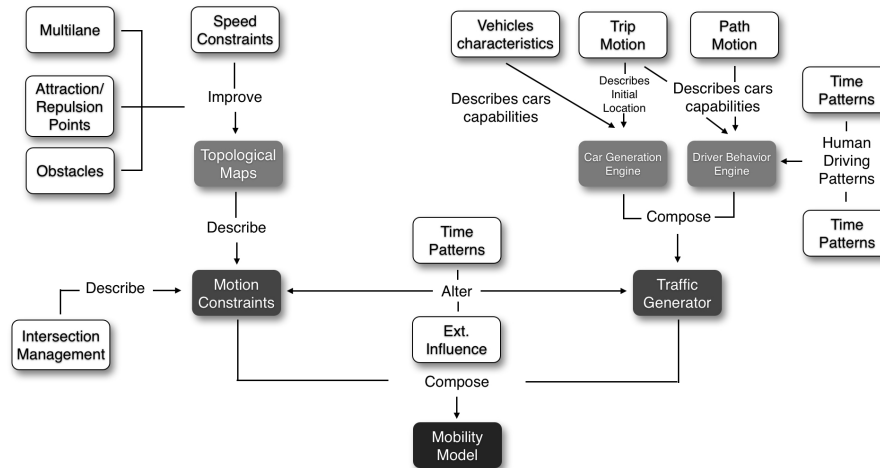 Multilane
Speed
Constraints
Vehicles
characteristics
Trip
Motion
Path
Motion
Attraction/
Repulsion
Points
Improve
Describes cars
capabilities
Describes
Initial
Location
Describes cars
capabilities
Time
Patterns
Obstacles
Topological
Maps
Car Generation
Engine
Driver Behavior
Engine
Human
Driving
Patterns
Describe
Time
Patterns
Compose
Time
Patterns
Describe
Motion
Constraints
Alter
Traffic
Generator
Intersection
Management
Ext.
Influence
Compose
Mobility
Model